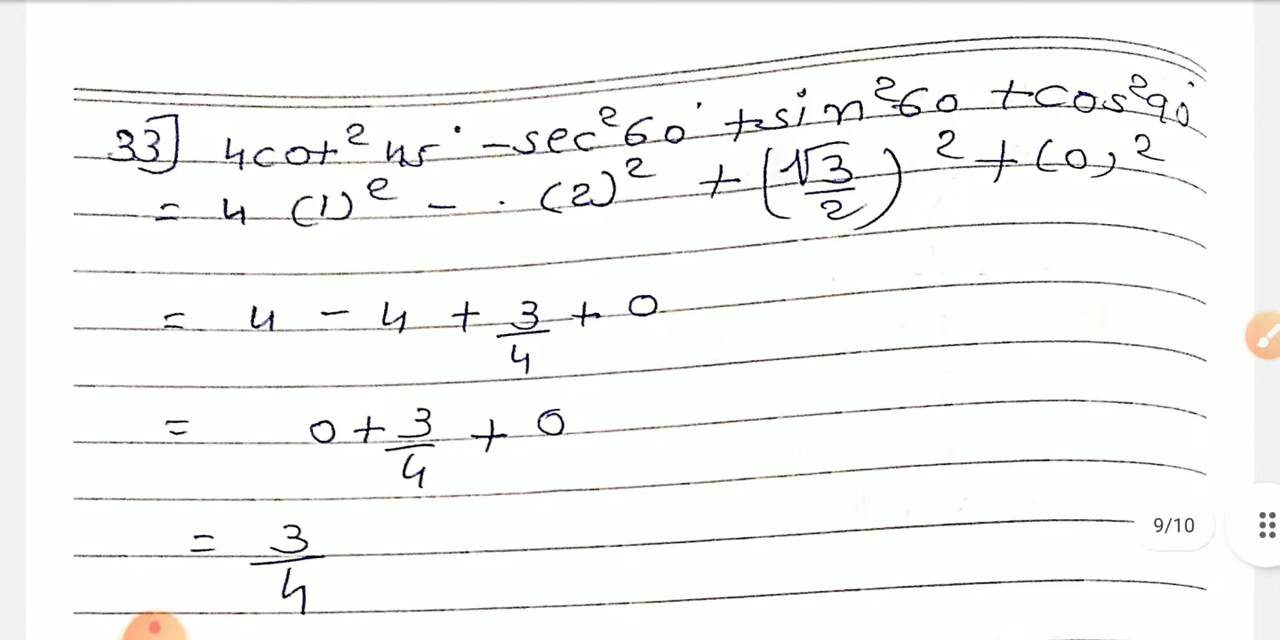 33] 4cot²45° -sec²60° +sin²60 +cos²90°
= 4 (1)² - . (2)² + (√3/2)² + (0)²
= 4 - 4 + 3/4 + 0
= 0 + 3/4 + 0
= 3/4
9/10